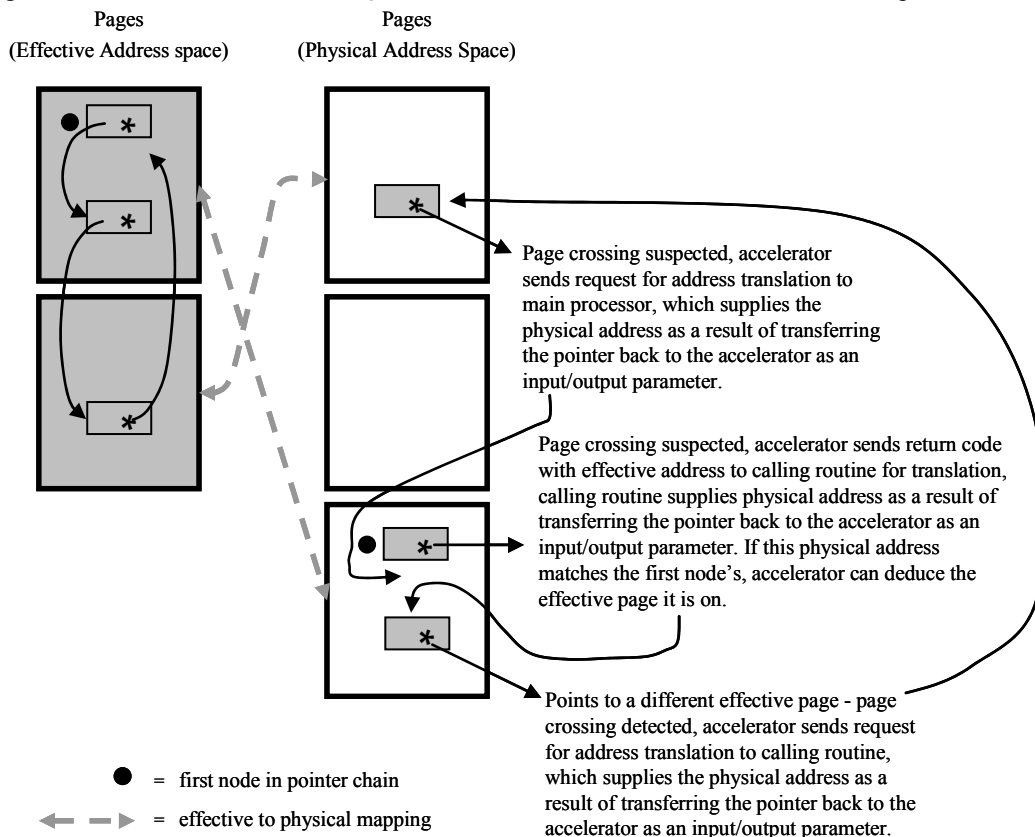 Pages
(Effective Address space)
Pages
(Physical Address Space)
*
*
*
*
Page crossing suspected, accelerator
sends request for address translation to
main processor, which supplies the
physical address as a result of transferring
the pointer back to the accelerator as an
input/output parameter.
Page crossing suspected, accelerator sends return code
with effective address to calling routine for translation,
calling routine supplies physical address as a result of
transferring the pointer back to the accelerator as an
input/output parameter. If this physical address
matches the first node’s, accelerator can deduce the
effective page it is on.
*
*
Points to a different effective page - page
crossing detected, accelerator sends request
for address translation to calling routine,
which supplies the physical address as a
result of transferring the pointer back to the
accelerator as an input/output parameter.
= first node in pointer chain
= effective to physical mapping